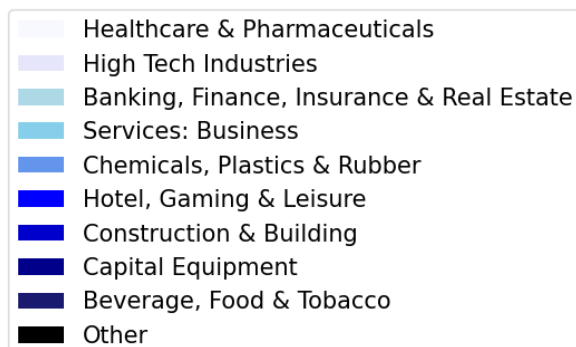 Healthcare & Pharmaceuticals
High Tech Industries
Banking, Finance, Insurance & Real Estate
Services: Business
Chemicals, Plastics & Rubber
Hotel, Gaming & Leisure
Construction & Building
Capital Equipment
Beverage, Food & Tobacco
Other